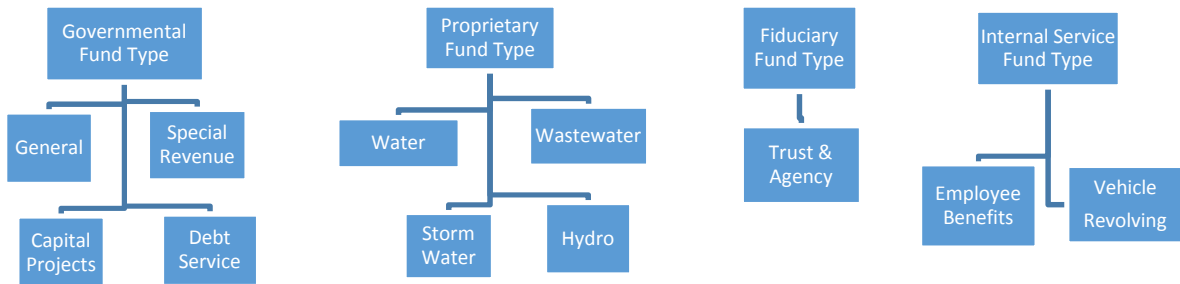 Governmental
Fund Type
General
Special
Revenue
Capital
Projects
Debt
Service
Proprietary
Fund Type
Water
Wastewater
Storm
Water
Hydro
Fiduciary
Fund Type
Trust &
Agency
Internal Service
Fund Type
Employee
Benefits
Vehicle
Revolving